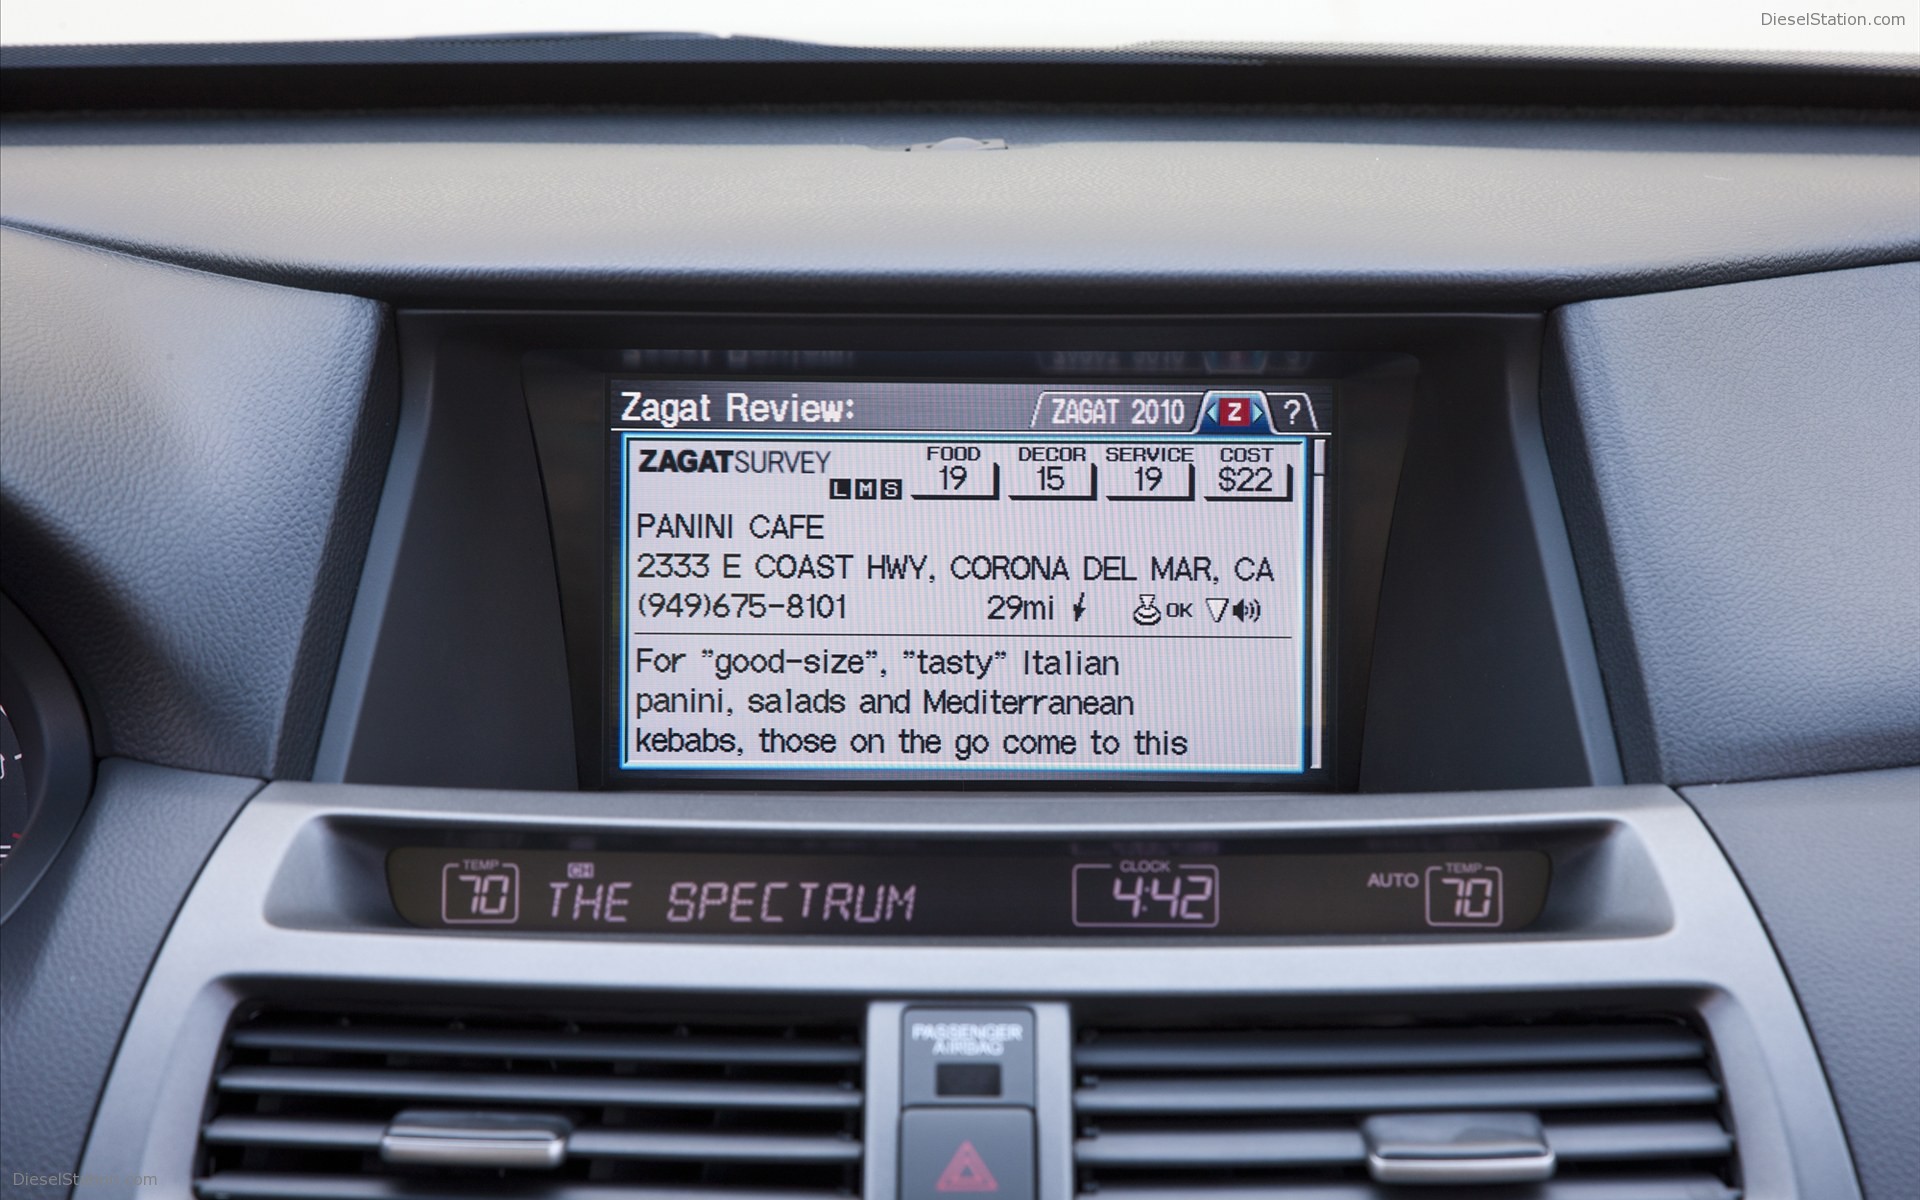 DieselStation.com
Zagat Review: ZAGAT 2010 Z ?
ZAGATSURVEY L M S FOOD DECOR SERVICE COST
19 15 19 $22
PANINI CAFE
2333 E COAST HWY, CORONA DEL MAR, CA
(949)675-8101 29mi OK
For "good-size", "tasty" Italian
panini, salads and Mediterranean
kebabs, those on the go come to this
TEMP CH CLOCK TEMP
70 THE SPECTRUM 4:42 AUTO 70
PASSENGER
AIRBAG
DieselStation.com